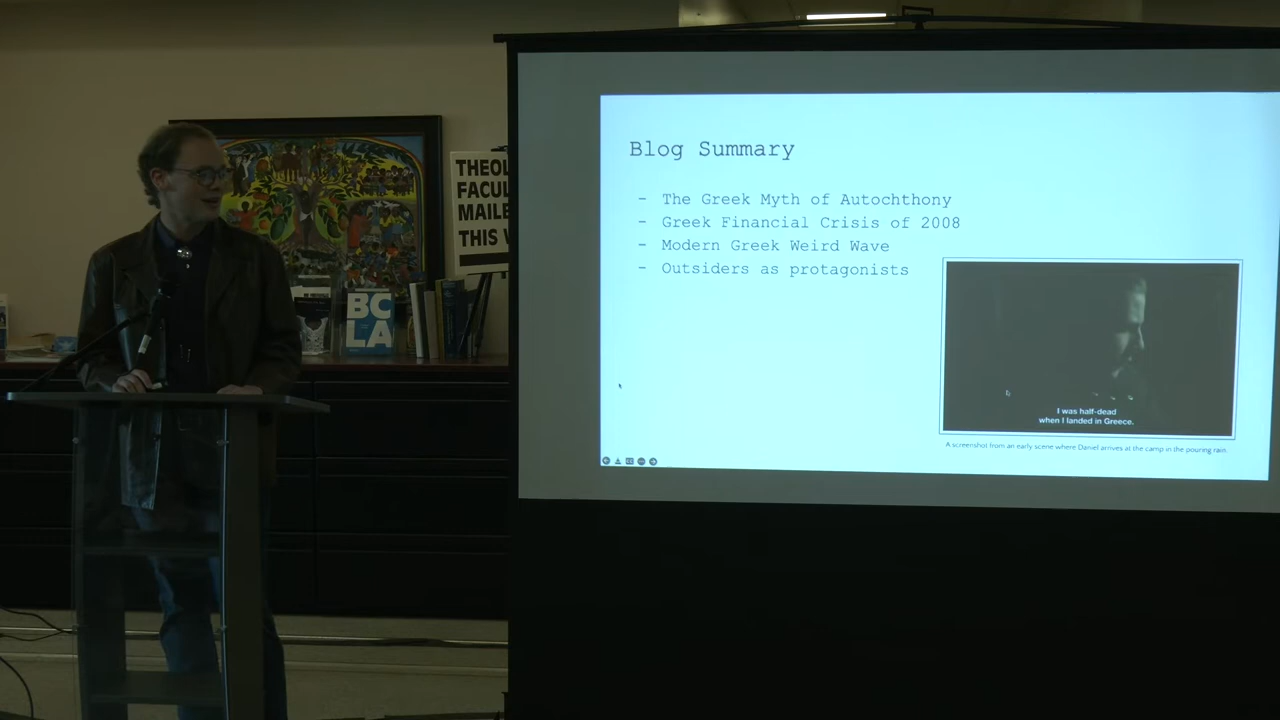 THEOL
FACUL
MAILE
THIS
BC
LA
Blog Summary
- The Greek Myth of Autochthony
- Greek Financial Crisis of 2008
- Modern Greek Weird Wave
- Outsiders as protagonists
I was half-dead
when I landed in Greece.
A screenshot from an early scene where Daniel arrives at the camp in the pouring rain.